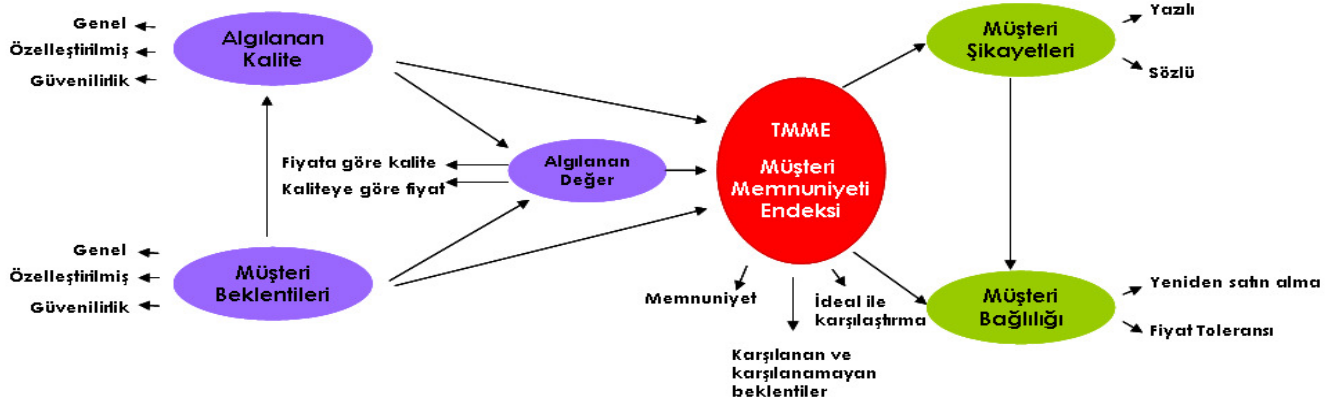 Genel
Özelleştirilmiş
Güvenilirlik
Algılanan
Kalite
Fiyata göre kalite
Kaliteye göre fiyat
Algılanan
Değer
Genel
Özelleştirilmiş
Güvenilirlik
Müşteri
Beklentileri
TMME
Müşteri
Memnuniyeti
Endeksi
Memnuniyet
Karşılanan ve
karşılanamayan
beklentiler
İdeal ile
karşılaştırma
Müşteri
Şikayetleri
Yazılı
Sözlü
Müşteri
Bağlılığı
Yeniden satın alma
Fiyat Toleransı